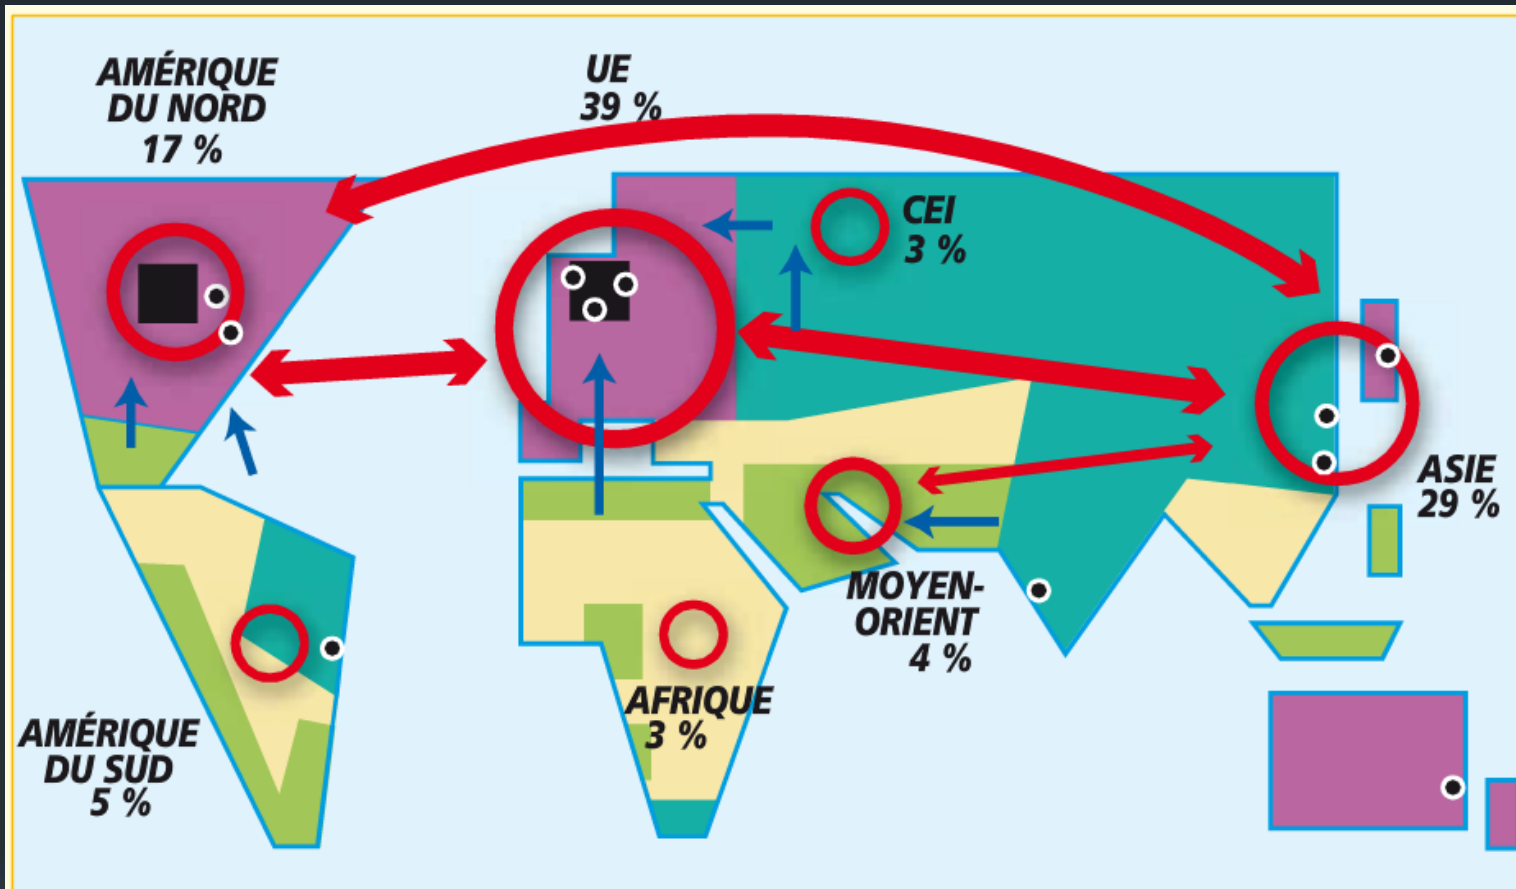 AMÉRIQUE
DU NORD
17 %
UE
39 %
CEI
3 %
ASIE
29 %
MOYEN-
ORIENT
4 %
AFRIQUE
3 %
AMÉRIQUE
DU SUD
5 %